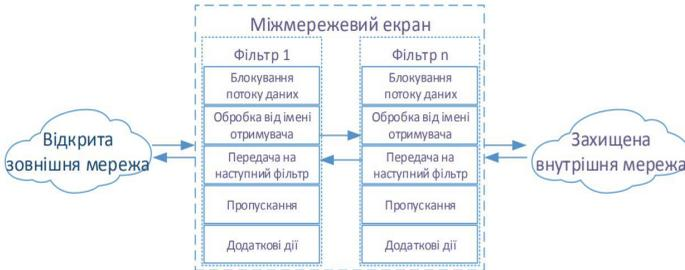 Міжмережевий екран
Фільтр 1
Блокування
потоку даних
Обробка від імені
отримувача
Передача на
наступний фільтр
Пропускання
Додаткові дії
Фільтр n
Блокування
потоку даних
Обробка від імені
отримувача
Передача на
наступний фільтр
Пропускання
Додаткові дії
Відкрита
зовнішня мережа
Захищена
внутрішня мережа